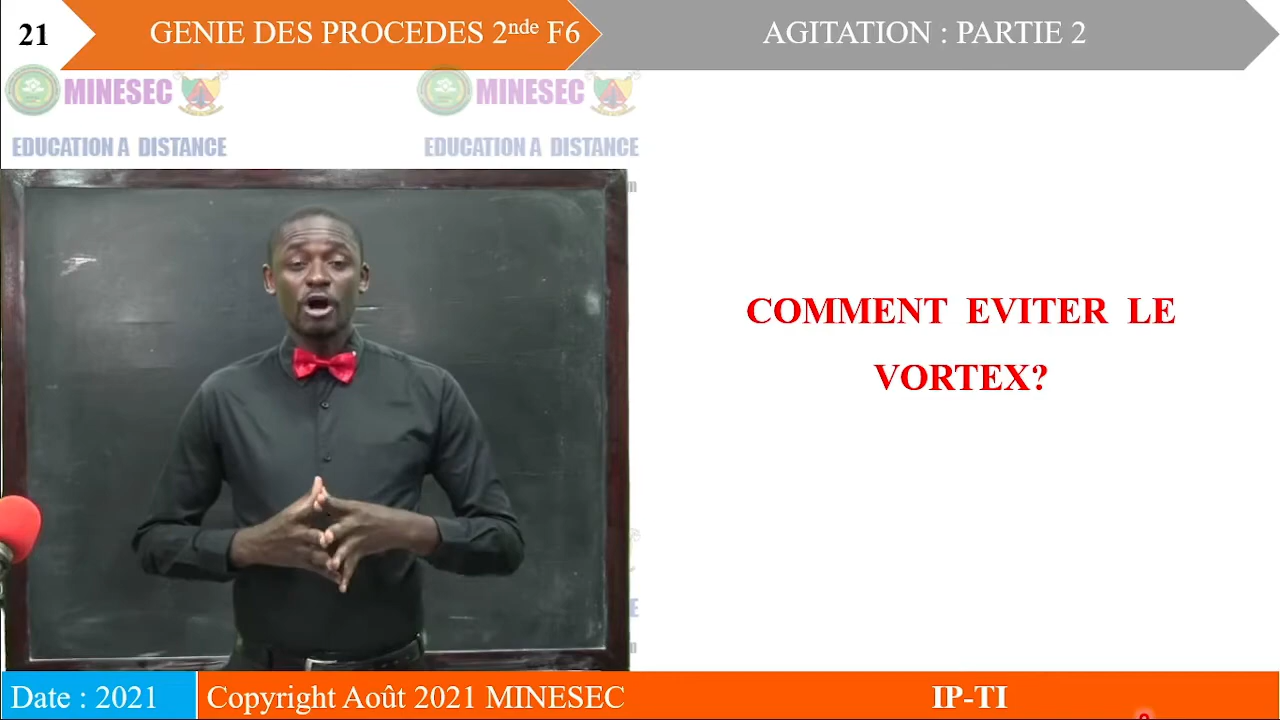 21
GENIE DES PROCEDES 2nde F6
AGITATION : PARTIE 2
MINESEC
EDUCATION A DISTANCE
MINESEC
EDUCATION A DISTANCE
COMMENT EVITER LE
VORTEX?
Date : 2021
Copyright Août 2021 MINESEC
IP-TI